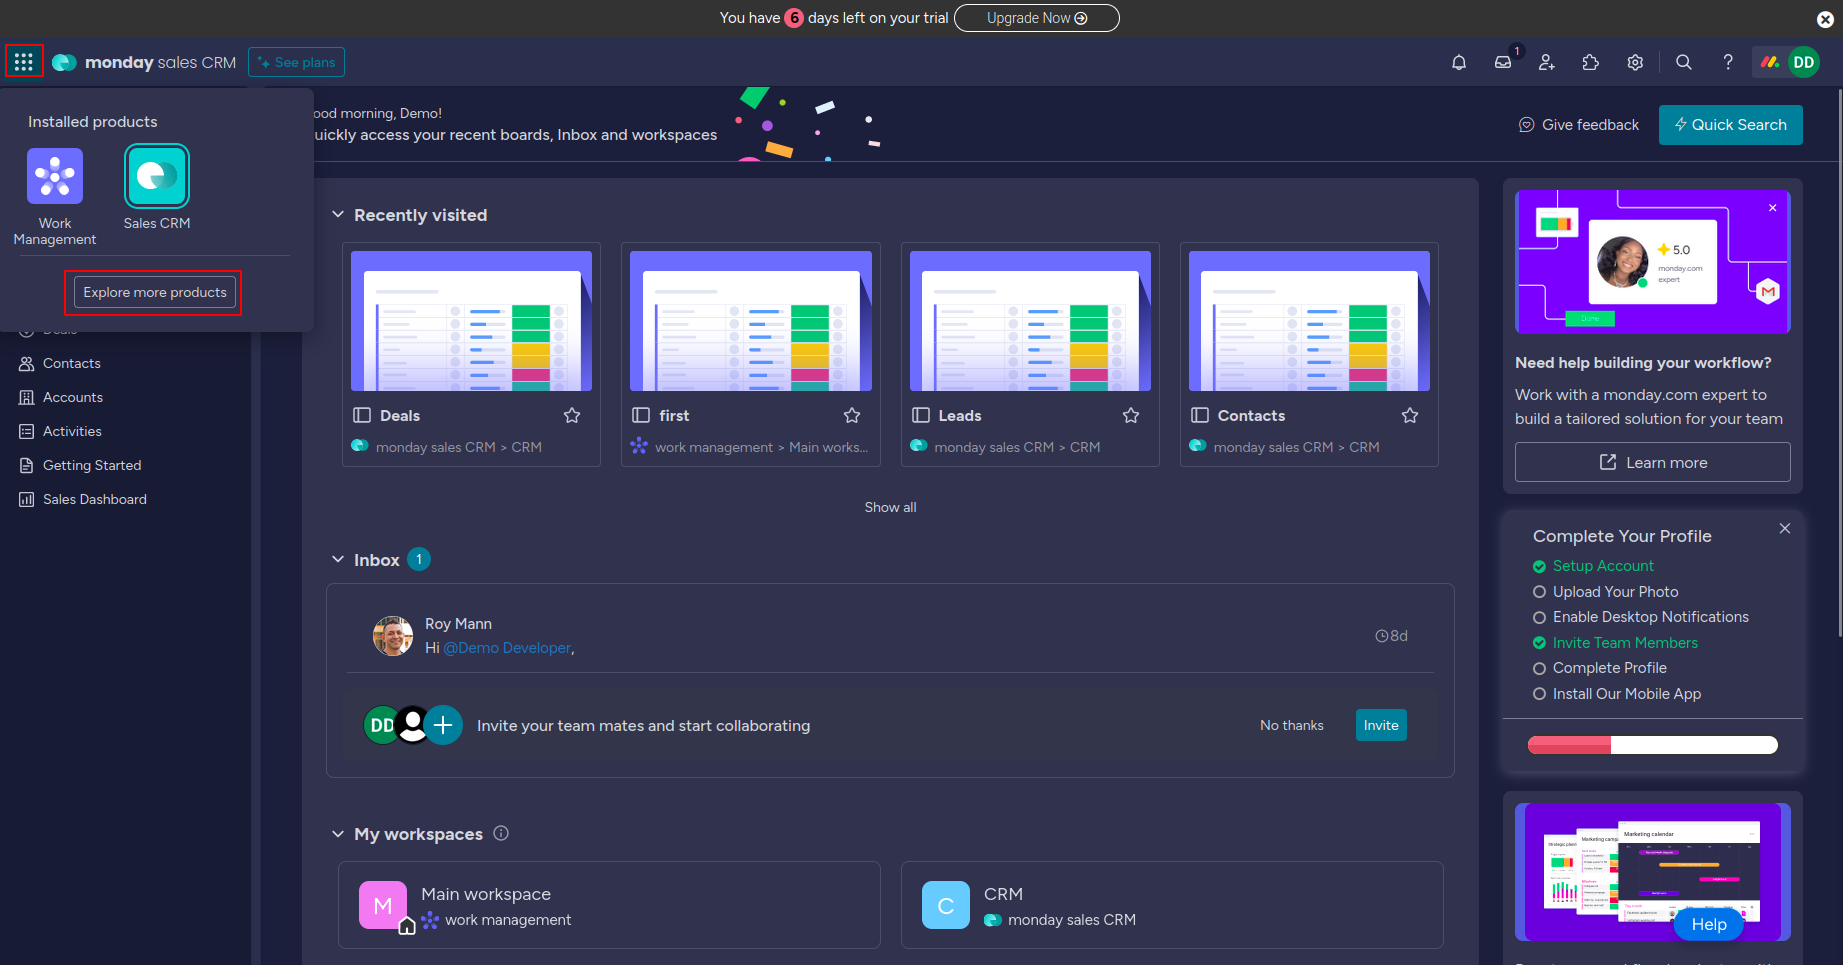 You have 6 days left on your trial Upgrade Now
monday sales CRM See plans 1 DD
Installed products
Work Management
Sales CRM
Explore more products
Deals
Contacts
Accounts
Activities
Getting Started
Sales Dashboard
ood morning, Demo!
uickly access your recent boards, Inbox and workspaces
Give feedback
Quick Search
Recently visited
Deals
monday sales CRM > CRM
first
work management > Main works...
Leads
monday sales CRM > CRM
Contacts
monday sales CRM > CRM
Show all
Inbox 1
Roy Mann
Hi @Demo Developer,
8d
DD Invite your team mates and start collaborating No thanks Invite
My workspaces
M Main workspace
work management
C CRM
monday sales CRM
5.0
monday.com
expert
Done
Need help building your workflow?
Work with a monday.com expert to
build a tailored solution for your team
Learn more
Complete Your Profile
Setup Account
Upload Your Photo
Enable Desktop Notifications
Invite Team Members
Complete Profile
Install Our Mobile App
Marketing calendar
Help